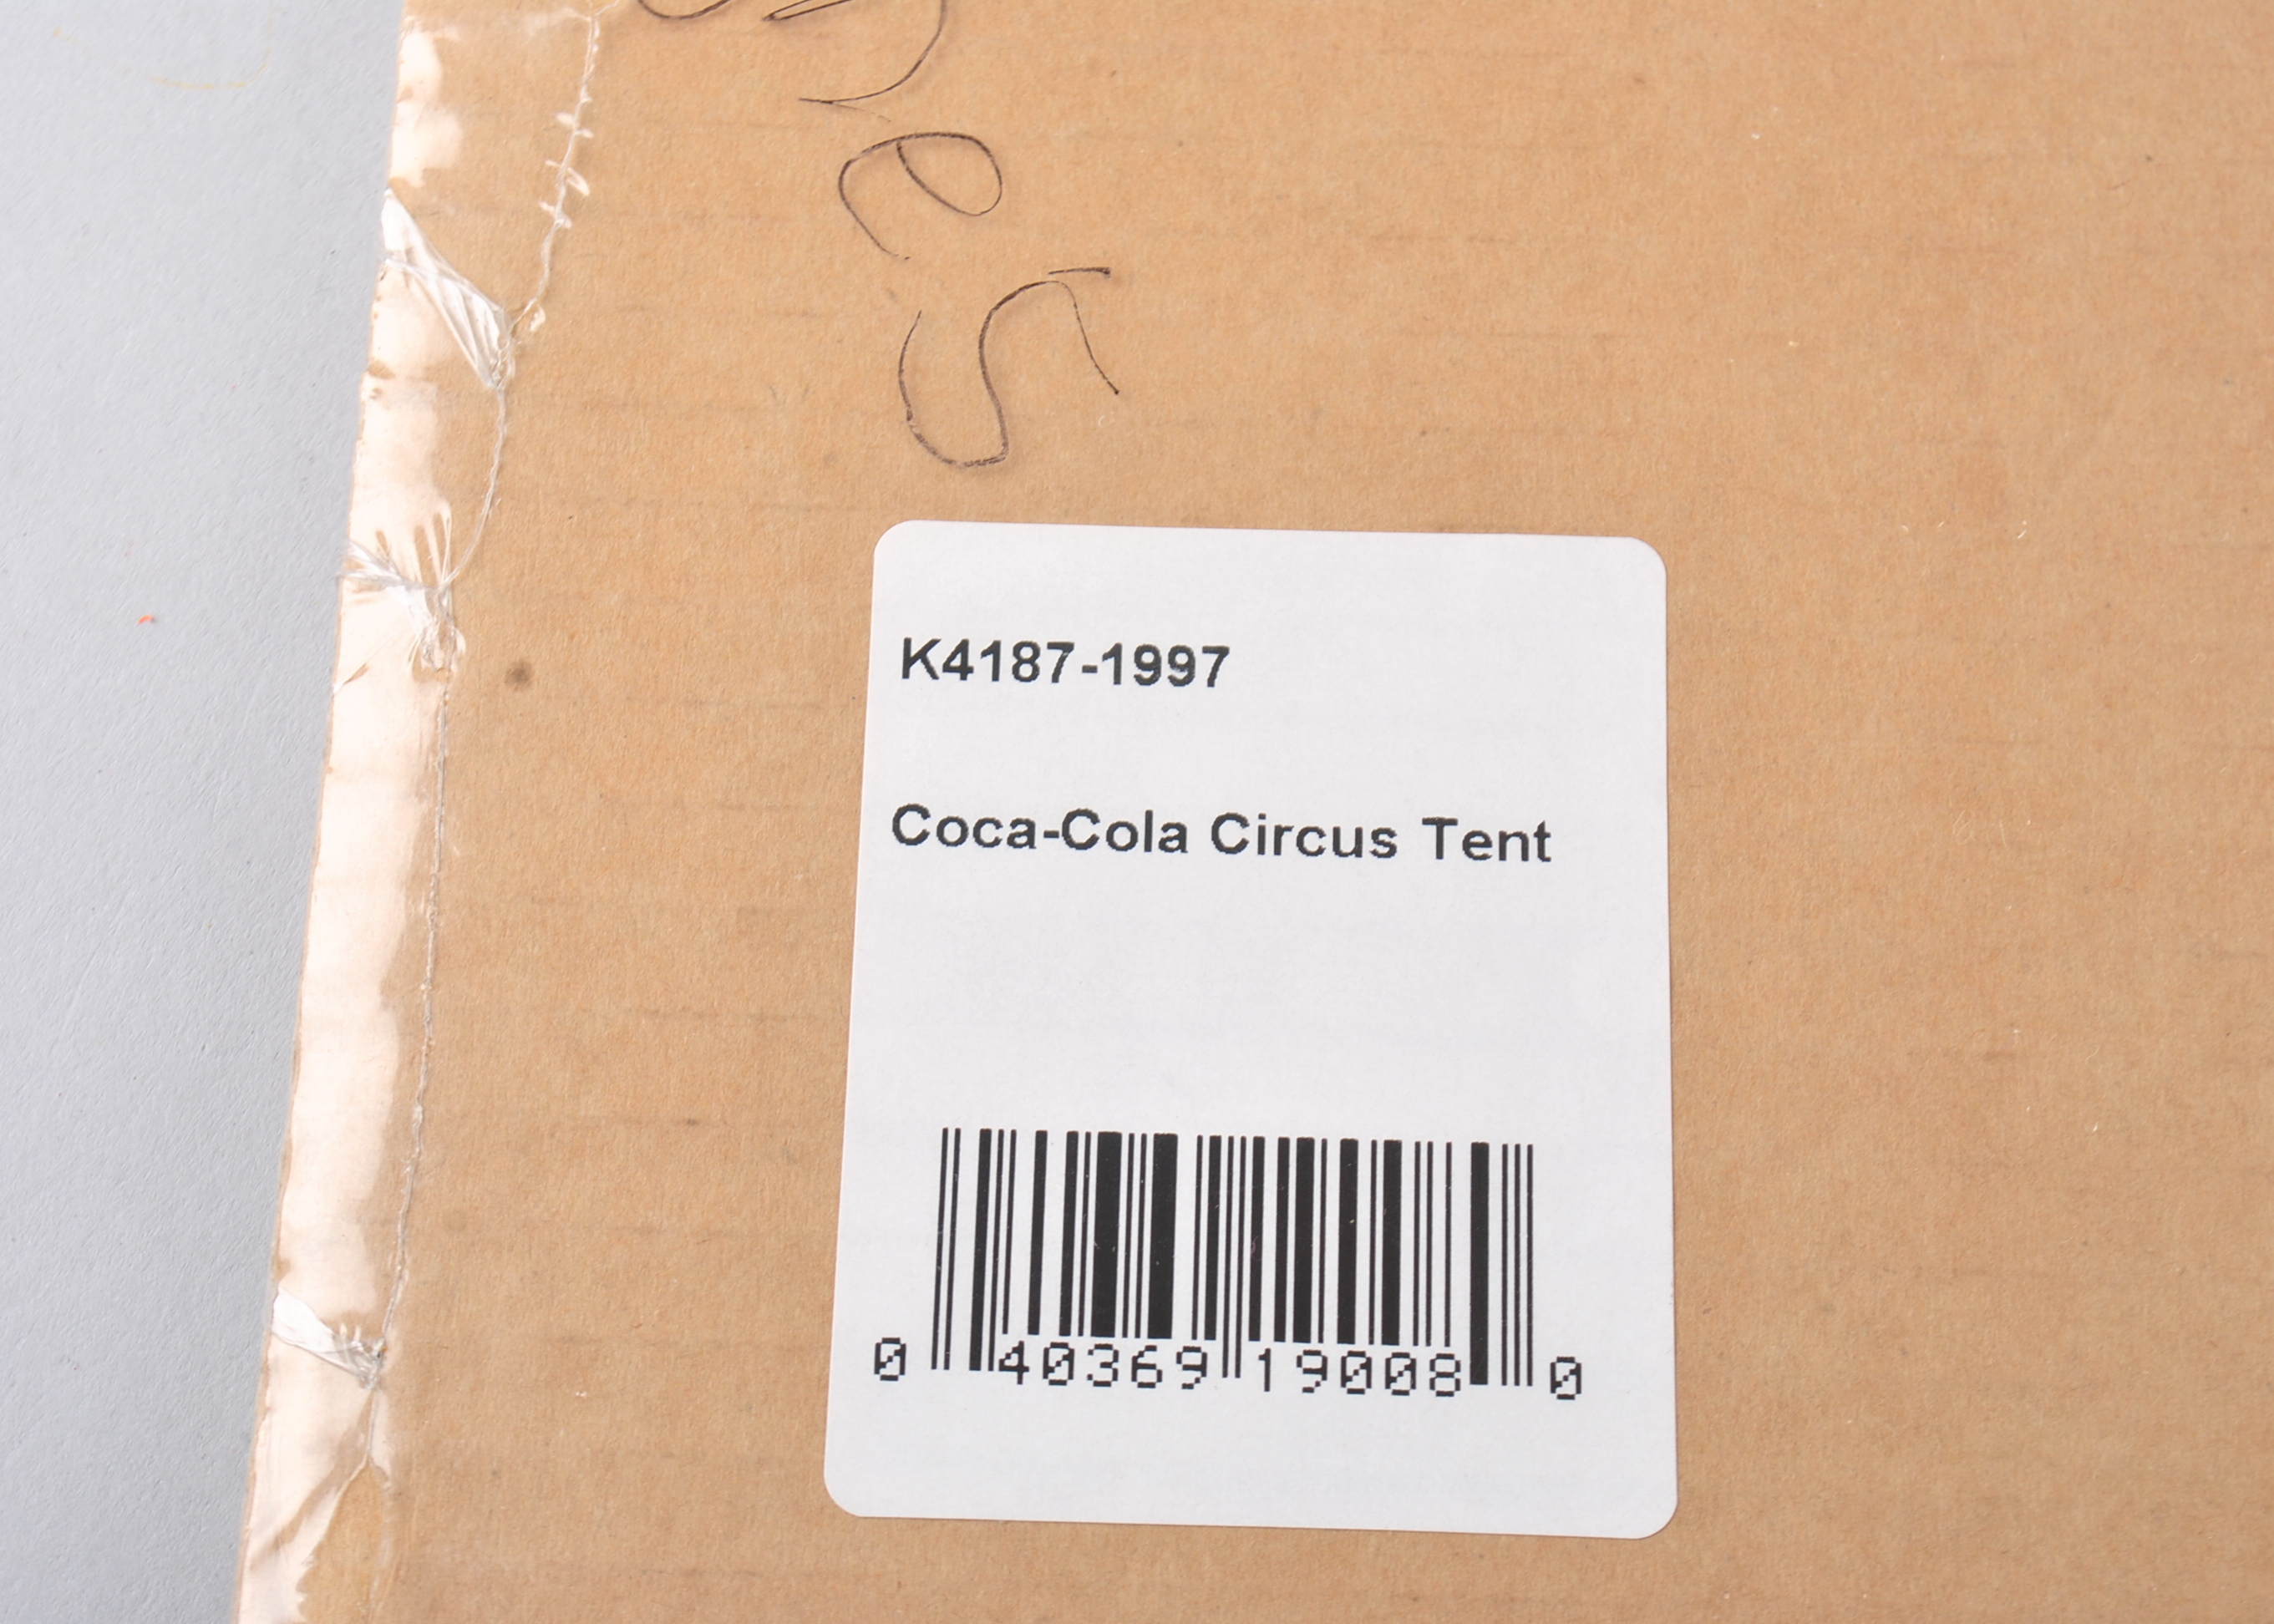 K4187-1997
Coca-Cola Circus Tent
0 40369 19008 0